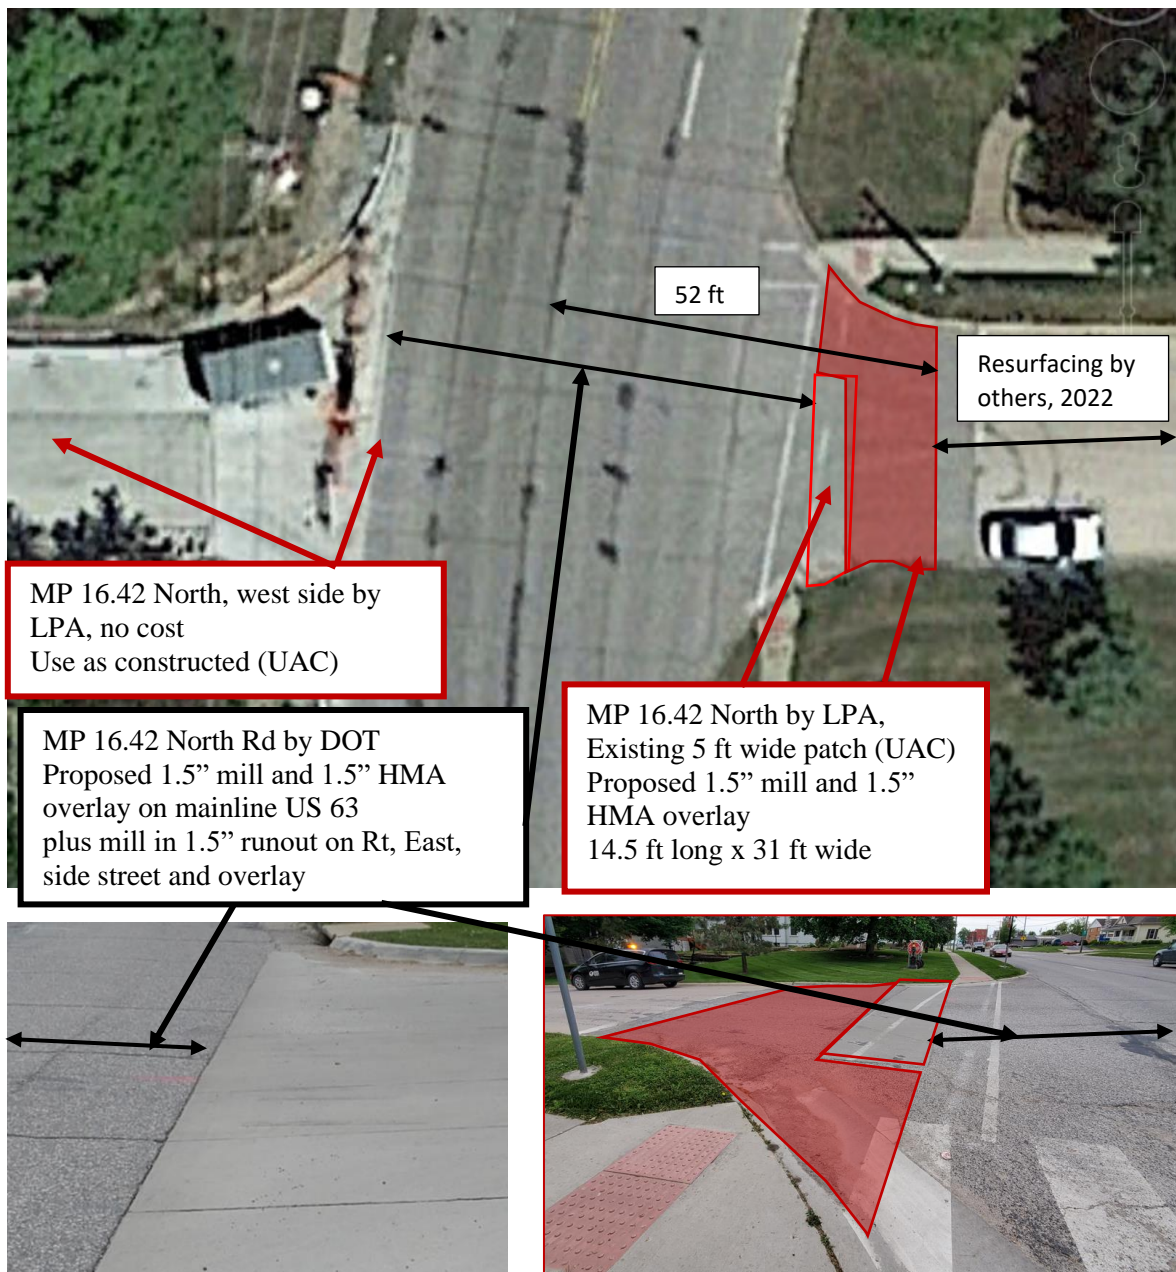 52 ft
Resurfacing by
others, 2022
MP 16.42 North, west side by
LPA, no cost
Use as constructed (UAC)
MP 16.42 North Rd by DOT
Proposed 1.5” mill and 1.5” HMA
overlay on mainline US 63
plus mill in 1.5” runout on Rt, East,
side street and overlay
MP 16.42 North by LPA,
Existing 5 ft wide patch (UAC)
Proposed 1.5” mill and 1.5”
HMA overlay
14.5 ft long x 31 ft wide